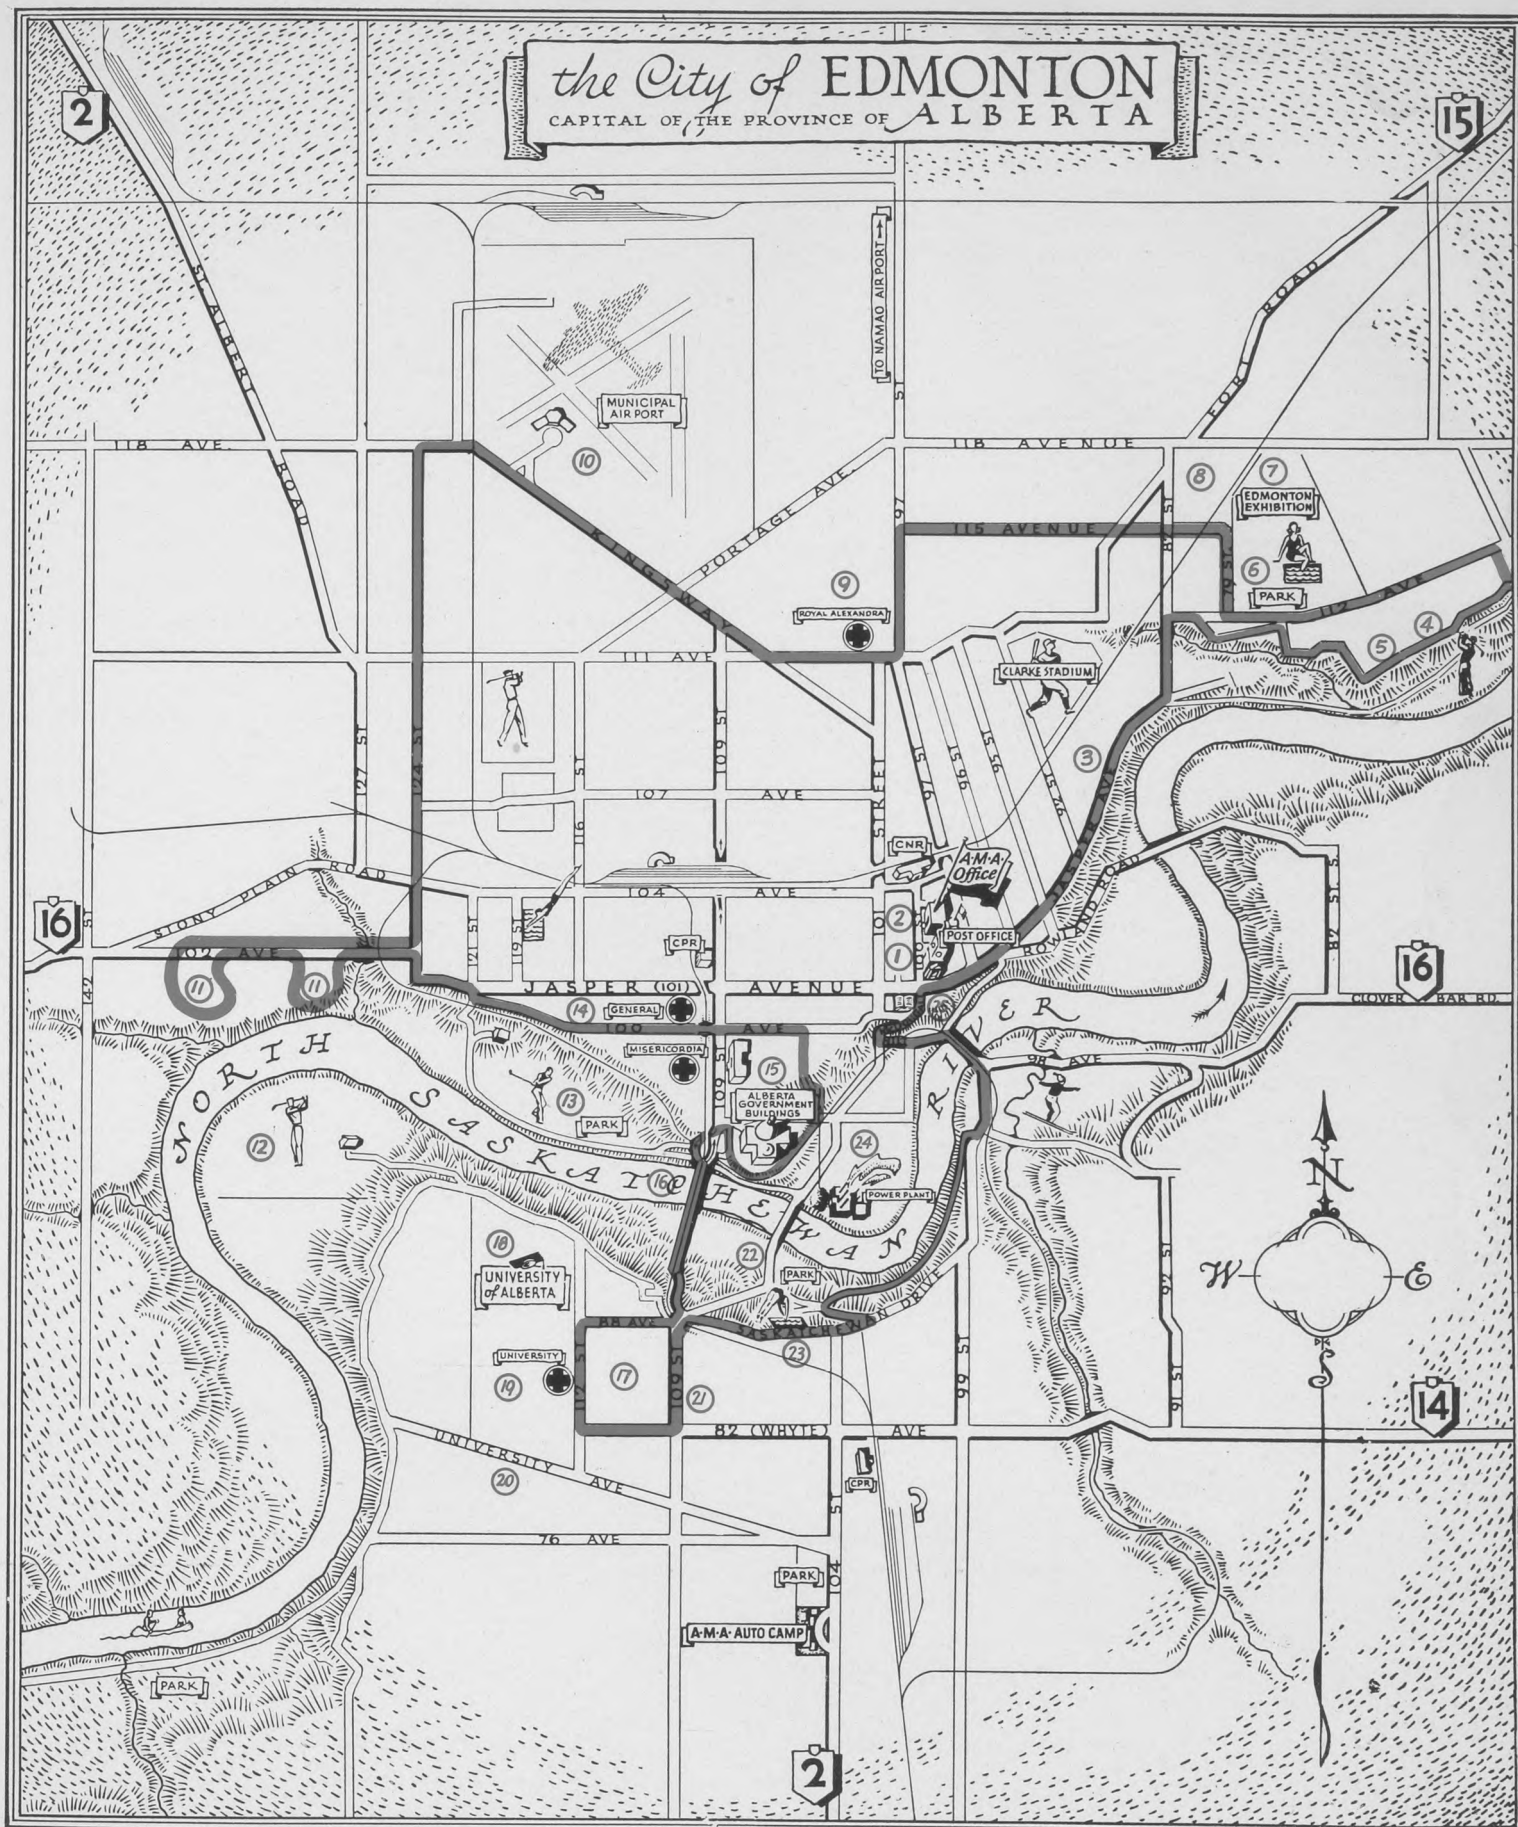 the City of EDMONTON
CAPITAL OF THE PROVINCE OF ALBERTA
2
15
ST. ALBERT ROAD
TO NAMAO AIRPORT
FORT ROAD
MUNICIPAL
AIRPORT
10
118 AVE.
118 AVENUE
97 ST
PORTAGE AVE.
KINGSWAY
8
7
EDMONTON
EXHIBITION
115 AVENUE
82 ST
79 ST.
6
PARK
112 AVE
9
ROYAL ALEXANDRA
4
5
111 AVE
CLARKE STADIUM
127 ST
124 ST
116 ST
109 ST
107 AVE
STREET
97 ST
96 ST
95 ST
92 ST
3
JASPER AVE
CNR
A·M·A·
Office
STONY PLAIN ROAD
104 AVE
ROWLAND ROAD
82 ST.
16
142 ST
121 ST
119 ST
CPR
101
100 ST
2
POST OFFICE
1
102 AVE
11
11
JASPER (101) AVENUE
16
CLOVER BAR RD.
14
GENERAL
100 AVE
25
MISERICORDIA
109 ST
15
98 AVE
NORTH SASKATCHEWAN RIVER
ALBERTA
GOVERNMENT
BUILDINGS
13
PARK
12
24
POWER PLANT
16
N
W
E
S
18
UNIVERSITY
of ALBERTA
22
PARK
92 ST
88 AVE
SASKATCHEWAN DRIVE
23
UNIVERSITY
19
112 ST
17
109 ST
21
99 ST
91 ST
14
82 (WHYTE) AVE
UNIVERSITY AVE
20
CPR
76 AVE
104 ST
PARK
A·M·A· AUTO CAMP
PARK
2